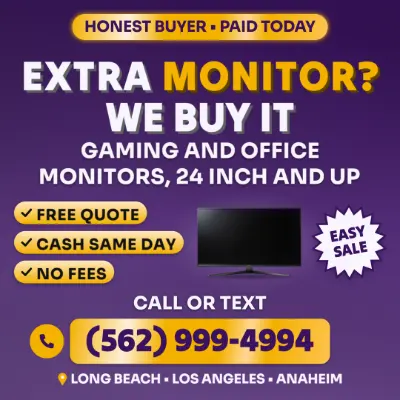 HONEST BUYER • PAID TODAY
EXTRA MONITOR?
WE BUY IT
GAMING AND OFFICE
MONITORS, 24 INCH AND UP
FREE QUOTE
CASH SAME DAY
NO FEES
EASY
SALE
CALL OR TEXT
(562) 999-4994
LONG BEACH • LOS ANGELES • ANAHEIM